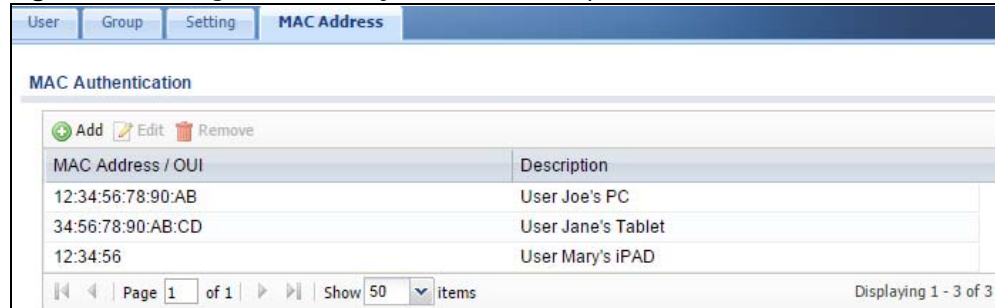 User Group Setting MAC Address
MAC Authentication
Add Edit Remove
MAC Address / OUI Description
12:34:56:78:90:AB User Joe's PC
34:56:78:90:AB:CD User Jane's Tablet
12:34:56 User Mary's iPAD
Page 1 of 1 Show 50 items Displaying 1 - 3 of 3